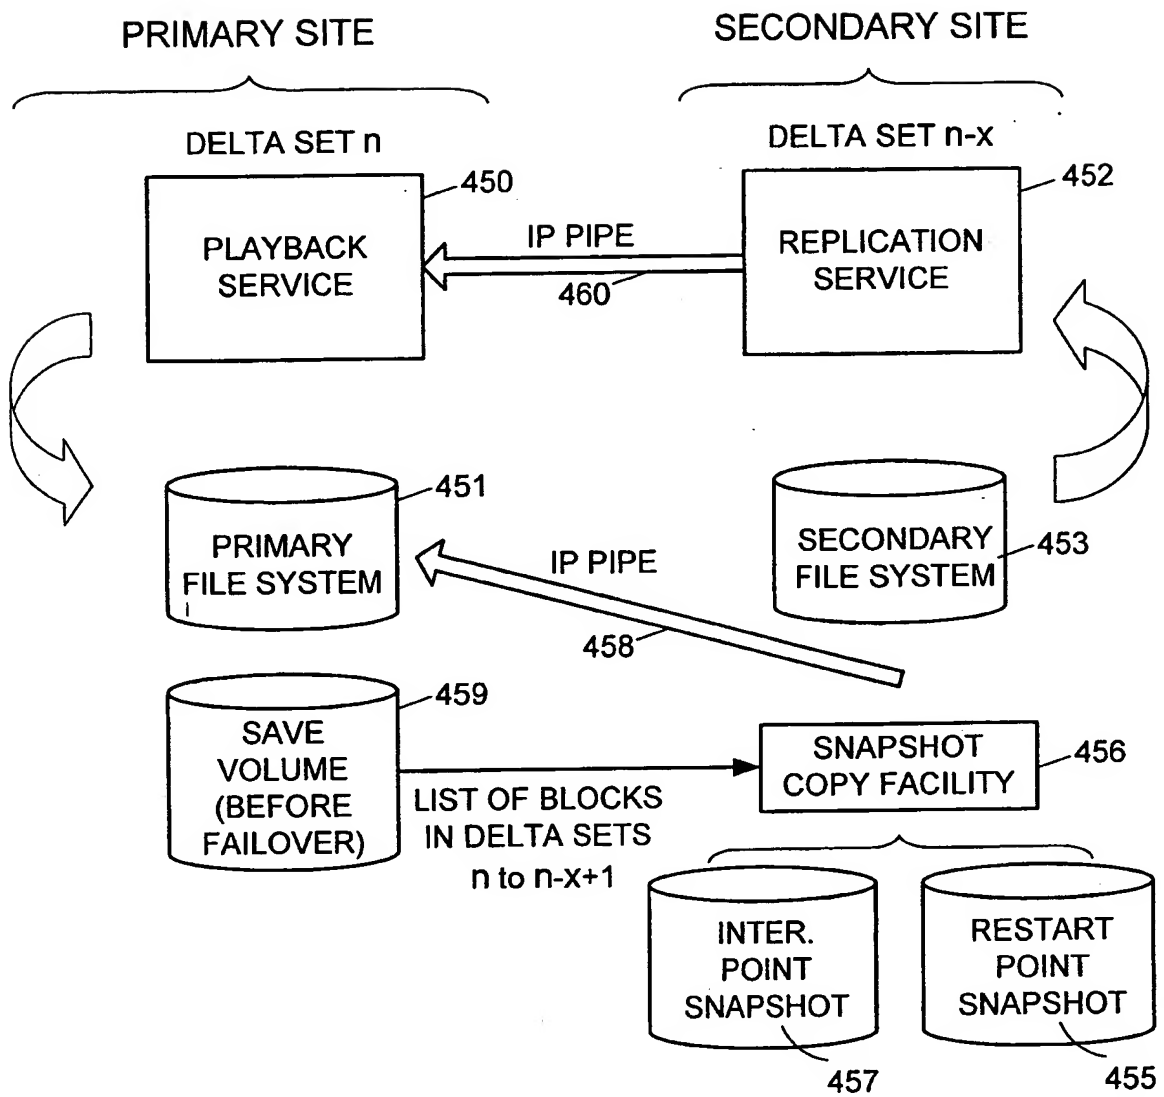 PRIMARY SITE
SECONDARY SITE
DELTA SET n
DELTA SET n-x
450
452
PLAYBACK
SERVICE
IP PIPE
460
REPLICATION
SERVICE
451
PRIMARY
FILE SYSTEM
IP PIPE
458
SECONDARY
FILE SYSTEM
453
459
SAVE
VOLUME
(BEFORE
FAILOVER)
LIST OF BLOCKS
IN DELTA SETS
n to n-x+1
SNAPSHOT
COPY FACILITY
456
INTER.
POINT
SNAPSHOT
457
RESTART
POINT
SNAPSHOT
455